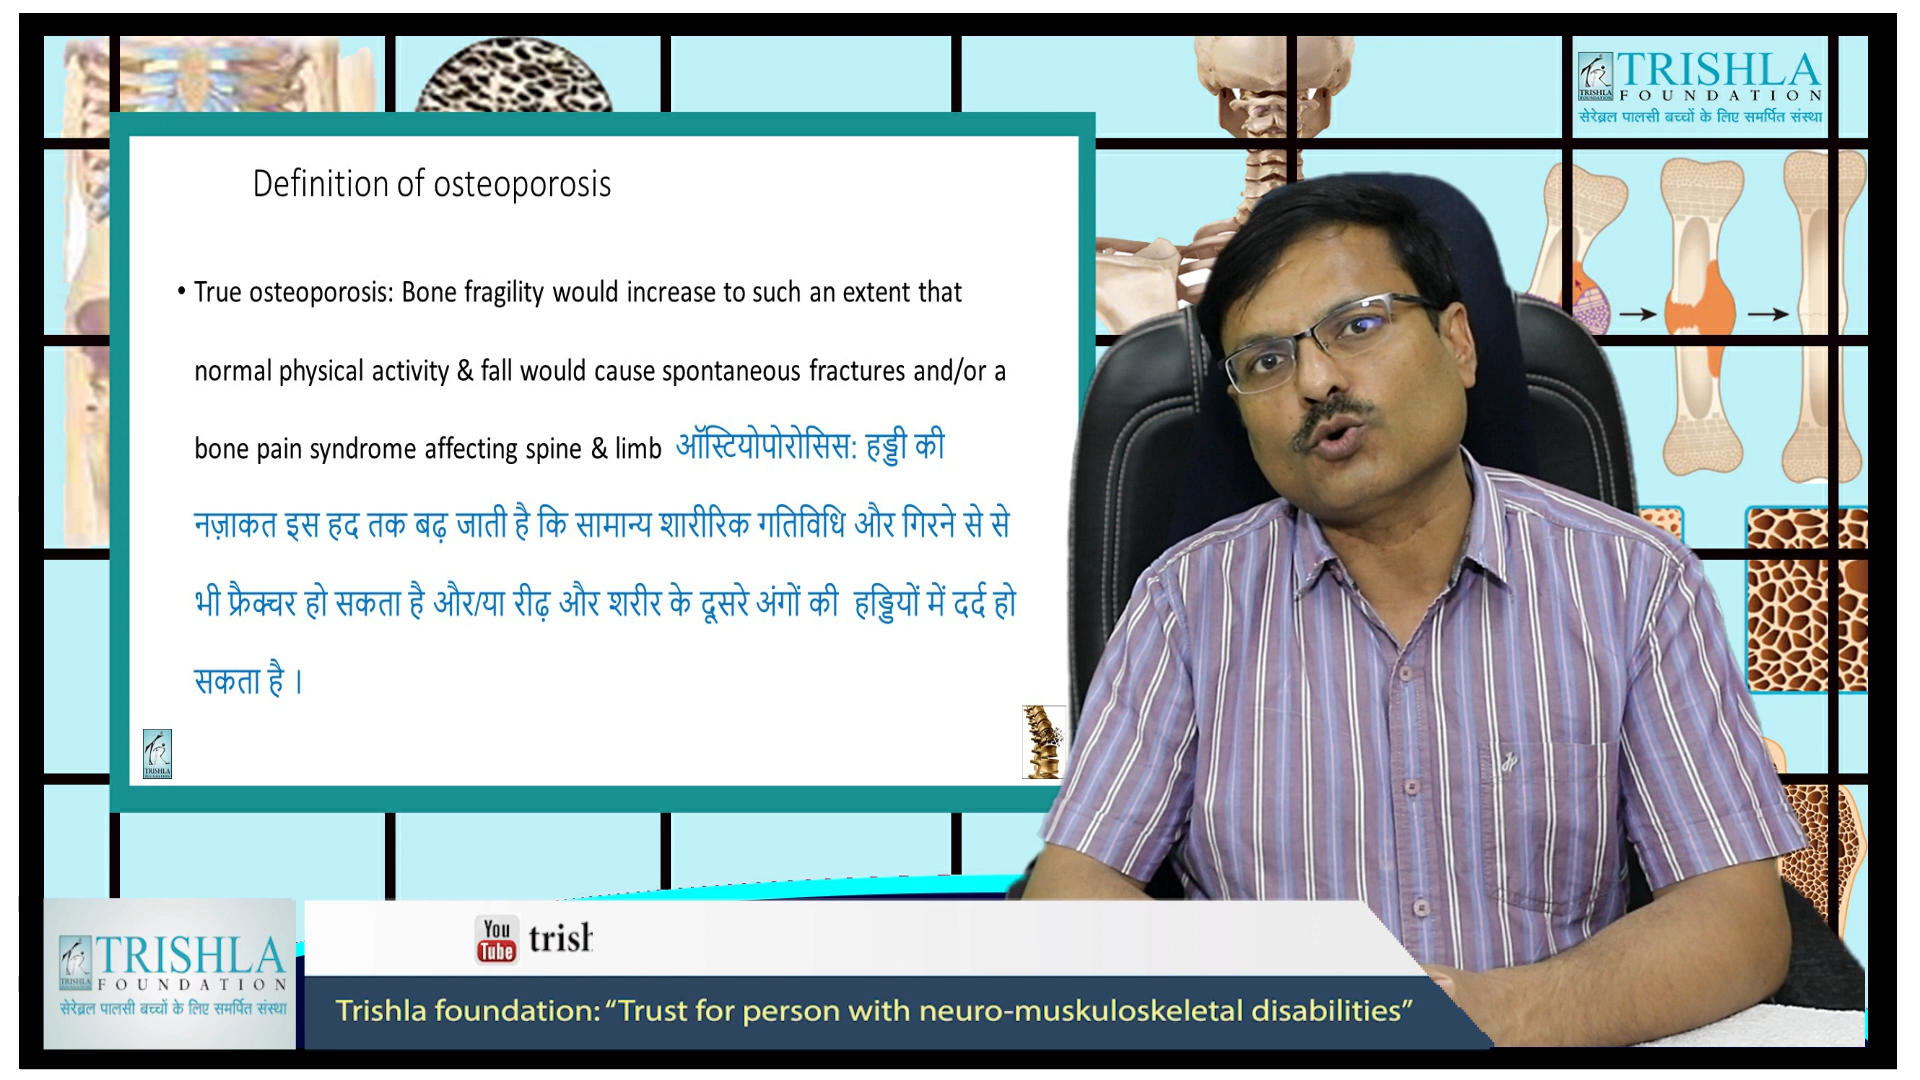 TRISHLA
FOUNDATION
सेरेब्रल पालसी बच्चों के लिए समर्पित संस्था
Definition of osteoporosis
• True osteoporosis: Bone fragility would increase to such an extent that
normal physical activity & fall would cause spontaneous fractures and/or a
bone pain syndrome affecting spine & limb ऑस्टियोपोरोसिस: हड्डी की
नज़ाकत इस हद तक बढ़ जाती है कि सामान्य शारीरिक गतिविधि और गिरने से से
भी फ्रैक्चर हो सकता है और/या रीढ़ और शरीर के दूसरे अंगों की हड्डियों में दर्द हो
सकता है ।
TRISHLA
You
Tube
TRISHLA
FOUNDATION
सेरेब्रल पालसी बच्चों के लिए समर्पित संस्था
Trishla foundation: “Trust for person with neuro-muskuloskeletal disabilities”